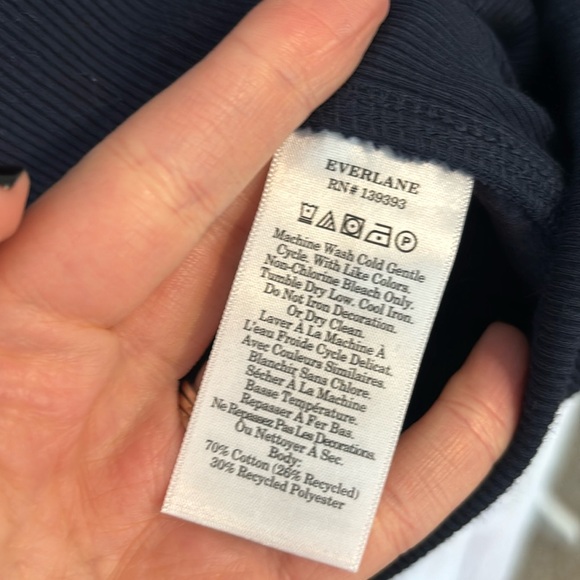 EVERLANE
RN# 139393
P
Machine Wash Cold Gentle
Cycle. With Like Colors.
Non-Chlorine Bleach Only.
Tumble Dry Low. Cool Iron.
Do Not Iron Decoration.
Or Dry Clean.
Laver À La Machine À
L'eau Froide Cycle Delicat.
Avec Couleurs Similaires.
Blanchir Sans Chlore.
Sécher À La Machine
Basse Température.
Repasser À Fer Bas.
Ne Repassez Pas Les Decorations.
Ou Nettoyer À Sec.
Body:
70% Cotton (26% Recycled)
30% Recycled Polyester